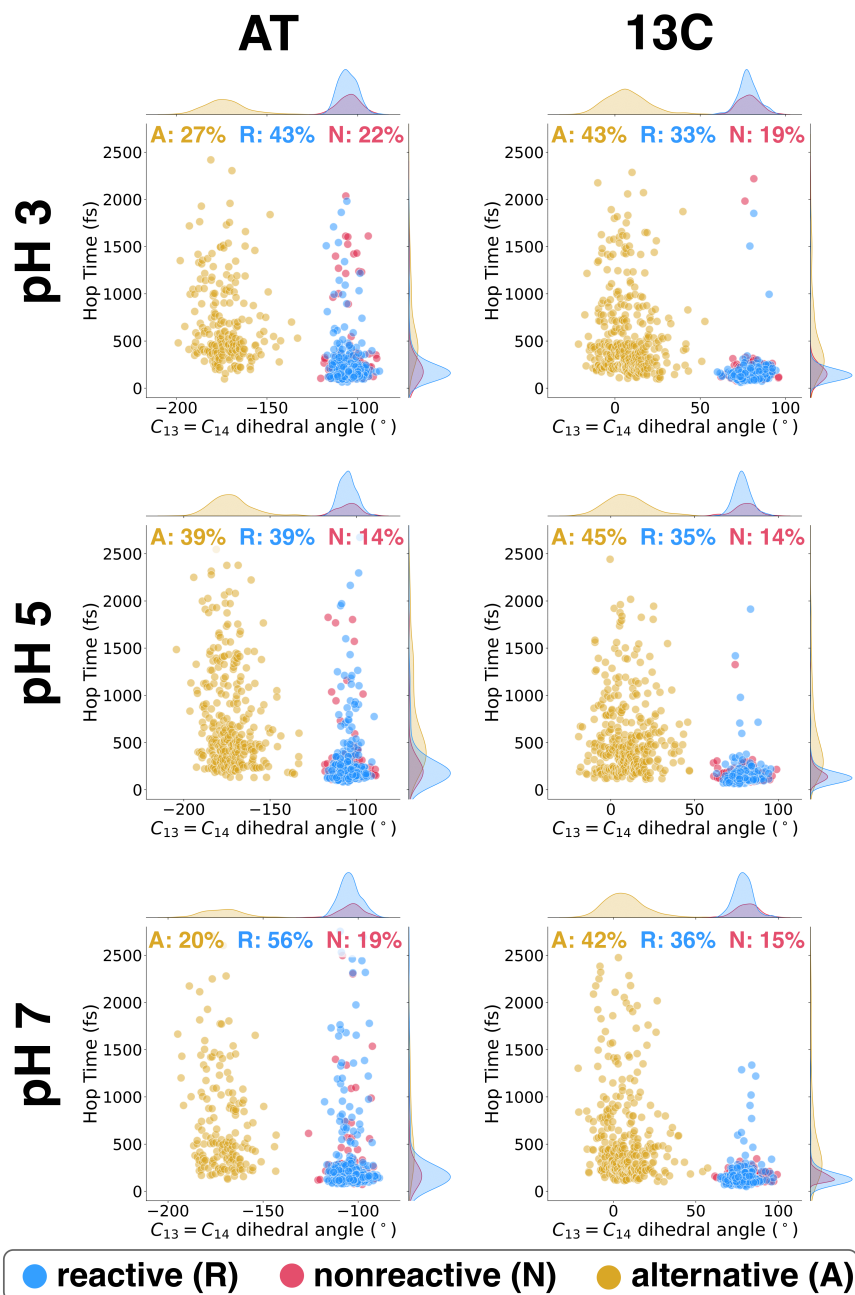 AT 13C
pH 3
A: 27% R: 43% N: 22%
Hop Time (fs)
2500
2000
1500
1000
500
0
−200 −150 −100
C13 = C14 dihedral angle (°)
A: 43% R: 33% N: 19%
Hop Time (fs)
2500
2000
1500
1000
500
0
0 50 100
C13 = C14 dihedral angle (°)
pH 5
A: 39% R: 39% N: 14%
Hop Time (fs)
2500
2000
1500
1000
500
0
−200 −150 −100
C13 = C14 dihedral angle (°)
A: 45% R: 35% N: 14%
Hop Time (fs)
2500
2000
1500
1000
500
0
0 50 100
C13 = C14 dihedral angle (°)
pH 7
A: 20% R: 56% N: 19%
Hop Time (fs)
2500
2000
1500
1000
500
0
−200 −150 −100
C13 = C14 dihedral angle (°)
A: 42% R: 36% N: 15%
Hop Time (fs)
2500
2000
1500
1000
500
0
0 50 100
C13 = C14 dihedral angle (°)
reactive (R) nonreactive (N) alternative (A)